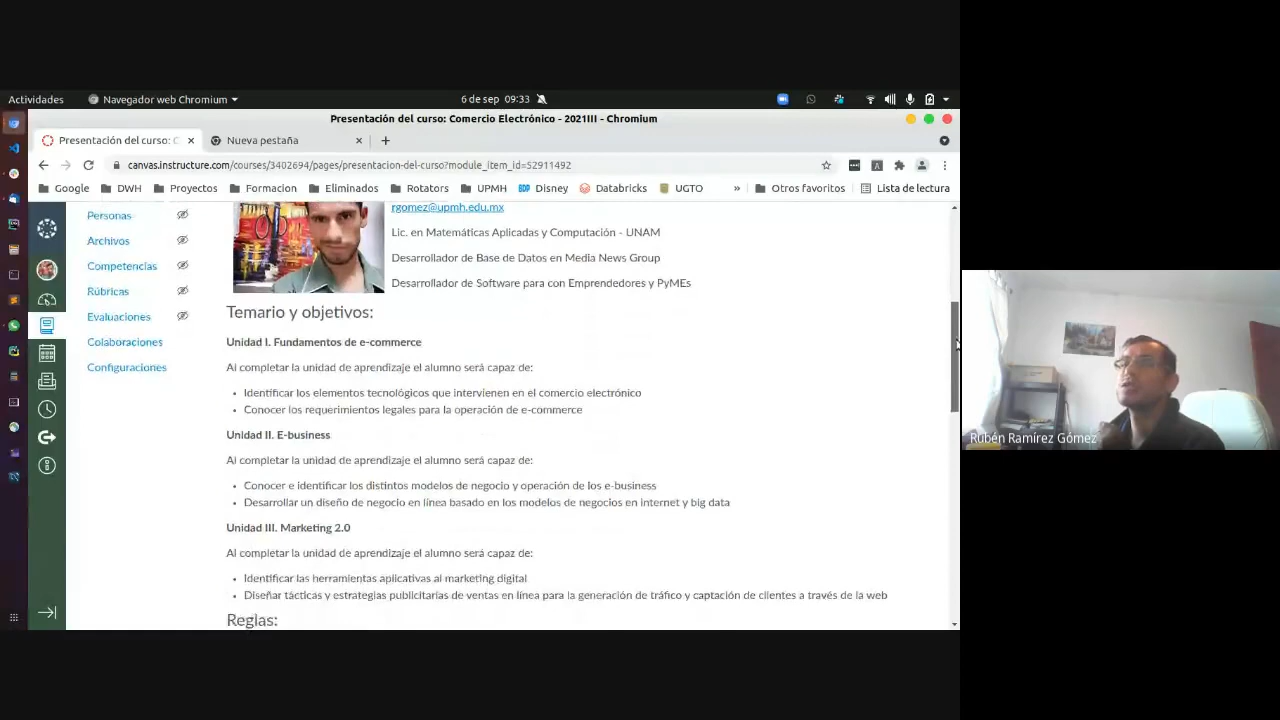 Actividades
Navegador web Chromium
6 de sep 09:33
Presentación del curso: Comercio Electrónico - 2021III - Chromium
Presentación del curso: C
Nueva pestaña
canvas.instructure.com/courses/3402694/pages/presentacion-del-curso?module_item_id=52911492
Google
DWH
Proyectos
Formacion
Eliminados
Rotators
UPMH
Disney
Databricks
UGTO
»
Otros favoritos
Lista de lectura
Personas
Archivos
Competencias
Rúbricas
Evaluaciones
Colaboraciones
Configuraciones
rgomez@upmh.edu.mx
Lic. en Matemáticas Aplicadas y Computación - UNAM
Desarrollador de Base de Datos en Media News Group
Desarrollador de Software para con Emprendedores y PyMEs
Temario y objetivos:
Unidad I. Fundamentos de e-commerce
Al completar la unidad de aprendizaje el alumno será capaz de:
• Identificar los elementos tecnológicos que intervienen en el comercio electrónico
• Conocer los requerimientos legales para la operación de e-commerce
Unidad II. E-business
Al completar la unidad de aprendizaje el alumno será capaz de:
• Conocer e identificar los distintos modelos de negocio y operación de los e-business
• Desarrollar un diseño de negocio en línea basado en los modelos de negocios en internet y big data
Unidad III. Marketing 2.0
Al completar la unidad de aprendizaje el alumno será capaz de:
• Identificar las herramientas aplicativas al marketing digital
• Diseñar tácticas y estrategias publicitarias de ventas en línea para la generación de tráfico y captación de clientes a través de la web
Reglas:
Rubén Ramírez Gómez